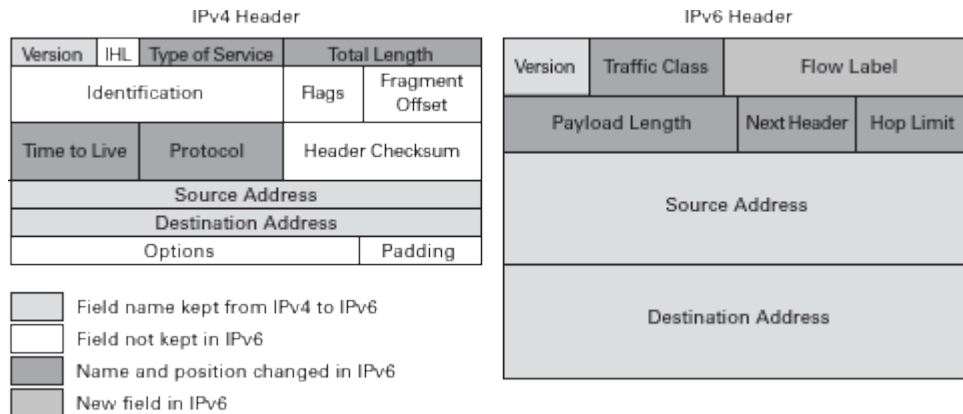 IPv4 Header
Version IHL Type of Service Total Length
Identification Flags Fragment
Offset
Time to Live Protocol Header Checksum
Source Address
Destination Address
Options Padding
Field name kept from IPv4 to IPv6
Field not kept in IPv6
Name and position changed in IPv6
New field in IPv6
IPv6 Header
Version Traffic Class Flow Label
Payload Length Next Header Hop Limit
Source Address
Destination Address